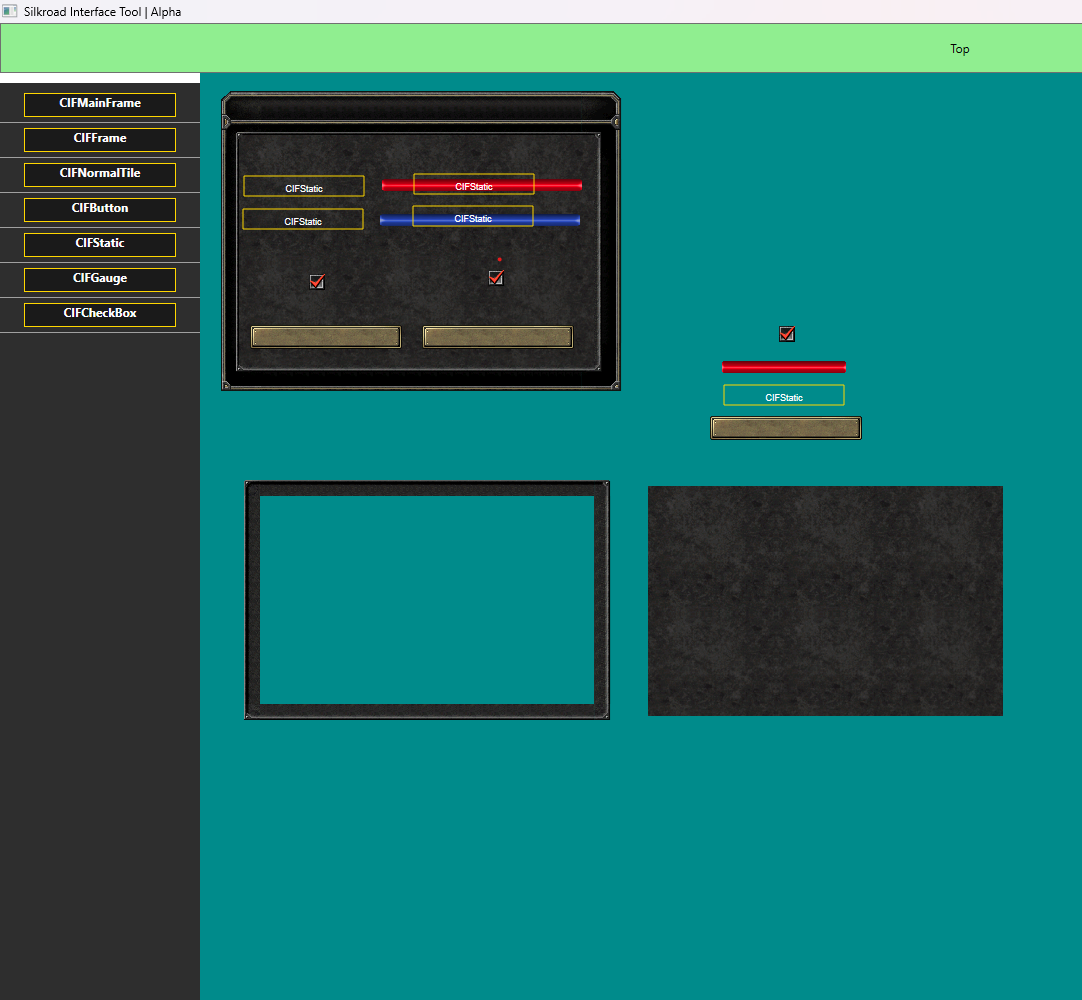 Silkroad Interface Tool | Alpha
Top
CIFMainFrame
CIFFrame
CIFNormalTile
CIFButton
CIFStatic
CIFGauge
CIFCheckBox
CIFStatic
CIFStatic
CIFStatic
CIFStatic
CIFStatic